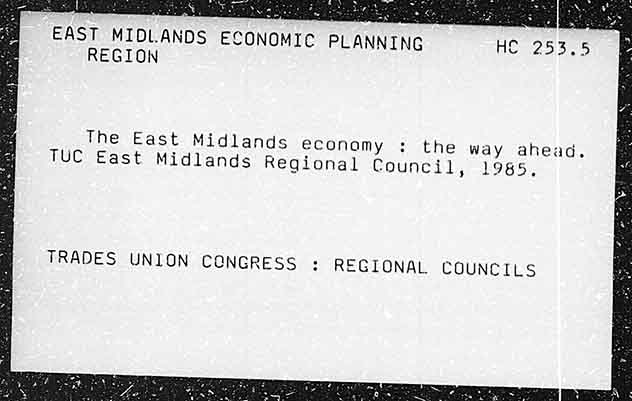 EAST MIDLANDS ECONOMIC PLANNING HC 253.5
REGION
The East Midlands economy : the way ahead.
TUC East Midlands Regional Council, 1985.
TRADES UNION CONGRESS : REGIONAL COUNCILS